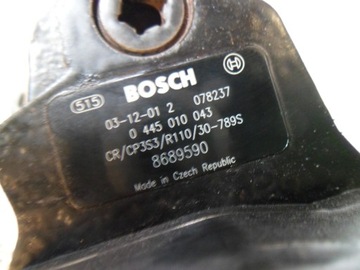 515
BOSCH
03-12-01 2 078237
0 445 010 043
CR/CP3S3/R110/30-789S
8689590
Made in Czech Republic